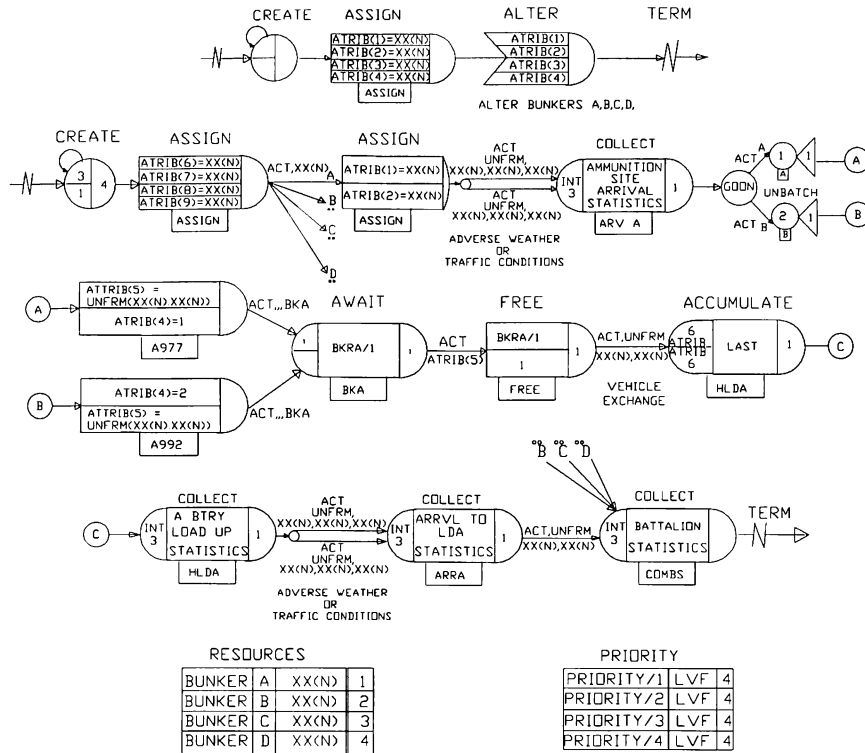 CREATE ASSIGN ALTER TERM
ATRIB(1)=XX(N)
ATRIB(2)=XX(N)
ATRIB(3)=XX(N)
ATRIB(4)=XX(N)
ASSIGN
ATRIB(1)
ATRIB(2)
ATRIB(3)
ATRIB(4)
ALTER BUNKERS A,B,C,D,
CREATE
3
1
4
ASSIGN
ATRIB(6)=XX(N)
ATRIB(7)=XX(N)
ATRIB(8)=XX(N)
ATRIB(9)=XX(N)
ASSIGN
ACT,XX(N)
A
B
C
D
ASSIGN
ATRIB(1)=XX(N)
ATRIB(2)=XX(N)
ASSIGN
ACT
UNFRM,
XX(N),XX(N),XX(N)
ACT
UNFRM,
XX(N),XX(N),XX(N)
ADVERSE WEATHER
OR
TRAFFIC CONDITIONS
COLLECT
INT
3
AMMUNITION
SITE
ARRIVAL
STATISTICS
1
ARV A
GOON
ACT A
1
A
1
A
UNBATCH
ACT B
2
B
1
B
A
ATTRIB(5) =
UNFRM(XX(N).XX(N))
ATRIB(4)=1
A977
ACT,,,BKA
B
ATRIB(4)=2
ATTRIB(5) =
UNFRM(XX(N).XX(N))
A992
ACT,,,BKA
AWAIT
1
BKRA/1
1
BKA
ACT
ATRIB(5)
FREE
BKRA/1
1
1
FREE
ACT,UNFRM
XX(N),XX(N)
VEHICLE
EXCHANGE
ACCUMULATE
6
ATRIB
ATRIB
6
LAST
1
HLDA
C
C
COLLECT
INT
3
A BTRY
LOAD UP
STATISTICS
1
HLDA
ACT
UNFRM,
XX(N),XX(N),XX(N)
ACT
UNFRM,
XX(N),XX(N),XX(N)
ADVERSE WEATHER
OR
TRAFFIC CONDITIONS
COLLECT
INT
3
ARRVL TO
LDA
STATISTICS
1
ARRA
ACT,UNFRM,
XX(N),XX(N)
B C D
COLLECT
INT
3
BATTALION
STATISTICS
COMBS
TERM
RESOURCES
BUNKER A XX(N) 1
BUNKER B XX(N) 2
BUNKER C XX(N) 3
BUNKER D XX(N) 4
PRIORITY
PRIORITY/1 LVF 4
PRIORITY/2 LVF 4
PRIORITY/3 LVF 4
PRIORITY/4 LVF 4